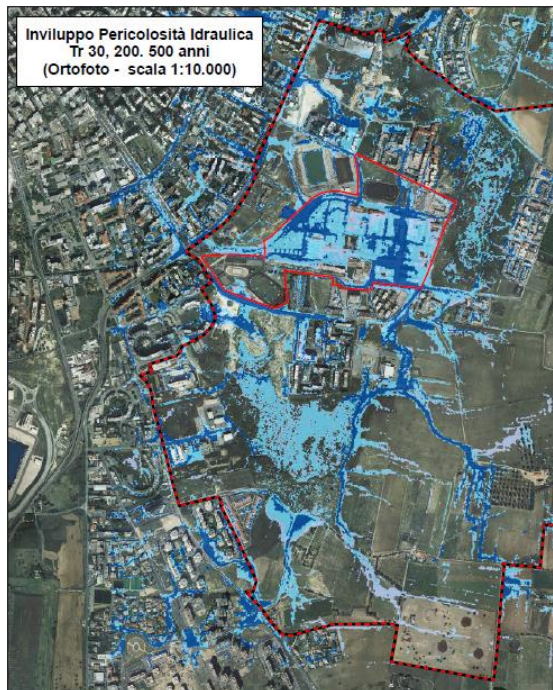 Inviluppo Pericolosità Idraulica
Tr 30, 200. 500 anni
(Ortofoto - scala 1:10.000)